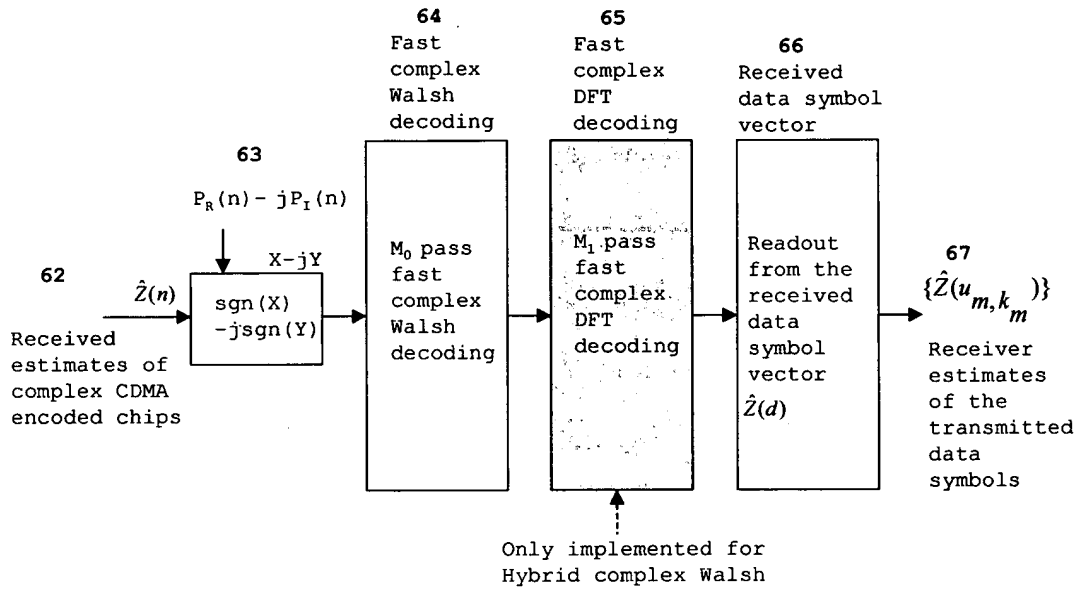 64
Fast
complex
Walsh
decoding
65
Fast
complex
DFT
decoding
66
Received
data symbol
vector
63
P_R(n) - jP_I(n)
X-jY
62
Ẑ(n)
sgn(X)
-jsgn(Y)
Received
estimates of
complex CDMA
encoded chips
M₀ pass
fast
complex
Walsh
decoding
M₁ pass
fast
complex
DFT
decoding
Readout
from the
received
data
symbol
vector
Ẑ(d)
67
{Ẑ(u_{m,k_m})}
Receiver
estimates
of the
transmitted
data
symbols
Only implemented for
Hybrid complex Walsh